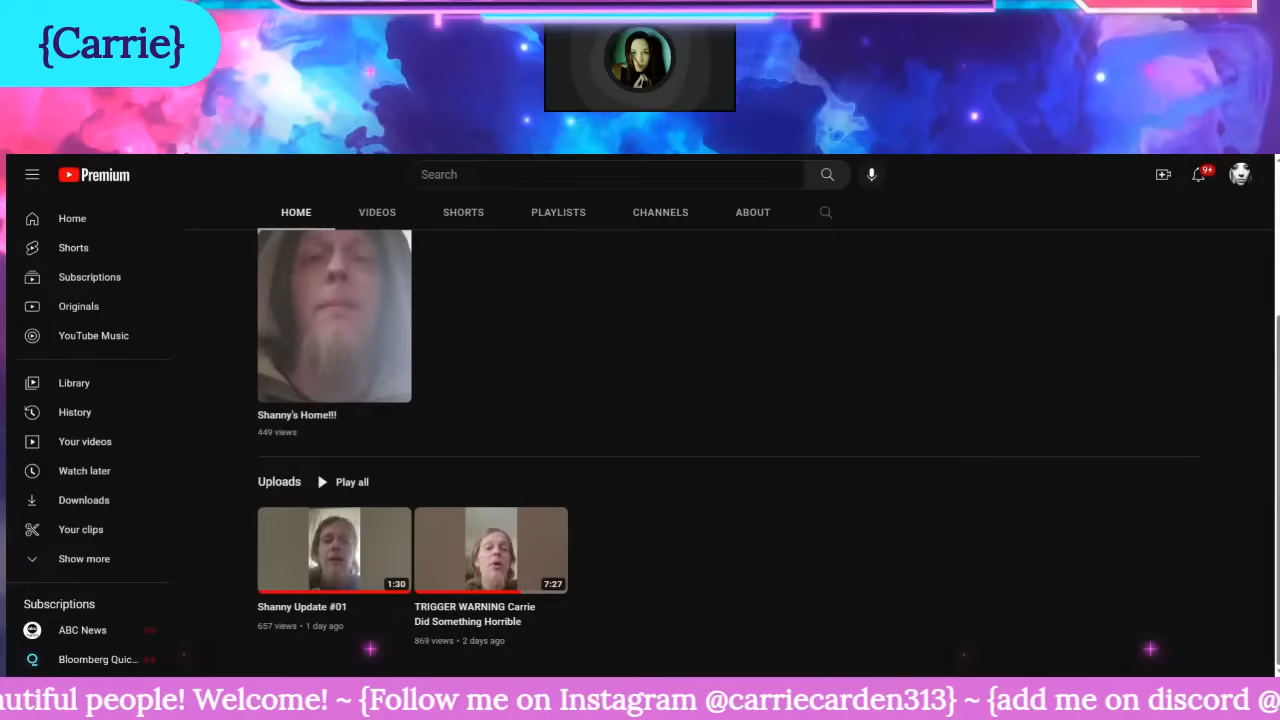 {Carrie}
Premium
Search
9+
HOME VIDEOS SHORTS PLAYLISTS CHANNELS ABOUT
Home
Shorts
Subscriptions
Originals
YouTube Music
Library
History
Your videos
Watch later
Downloads
Your clips
Show more
Subscriptions
ABC News
Bloomberg Quic...
Shanny's Home!!!
449 views
Uploads Play all
1:30
Shanny Update #01
657 views • 1 day ago
7:27
TRIGGER WARNING Carrie
Did Something Horrible
869 views • 2 days ago
autiful people! Welcome! ~ {Follow me on Instagram @carriecarden313} ~ {add me on discord @